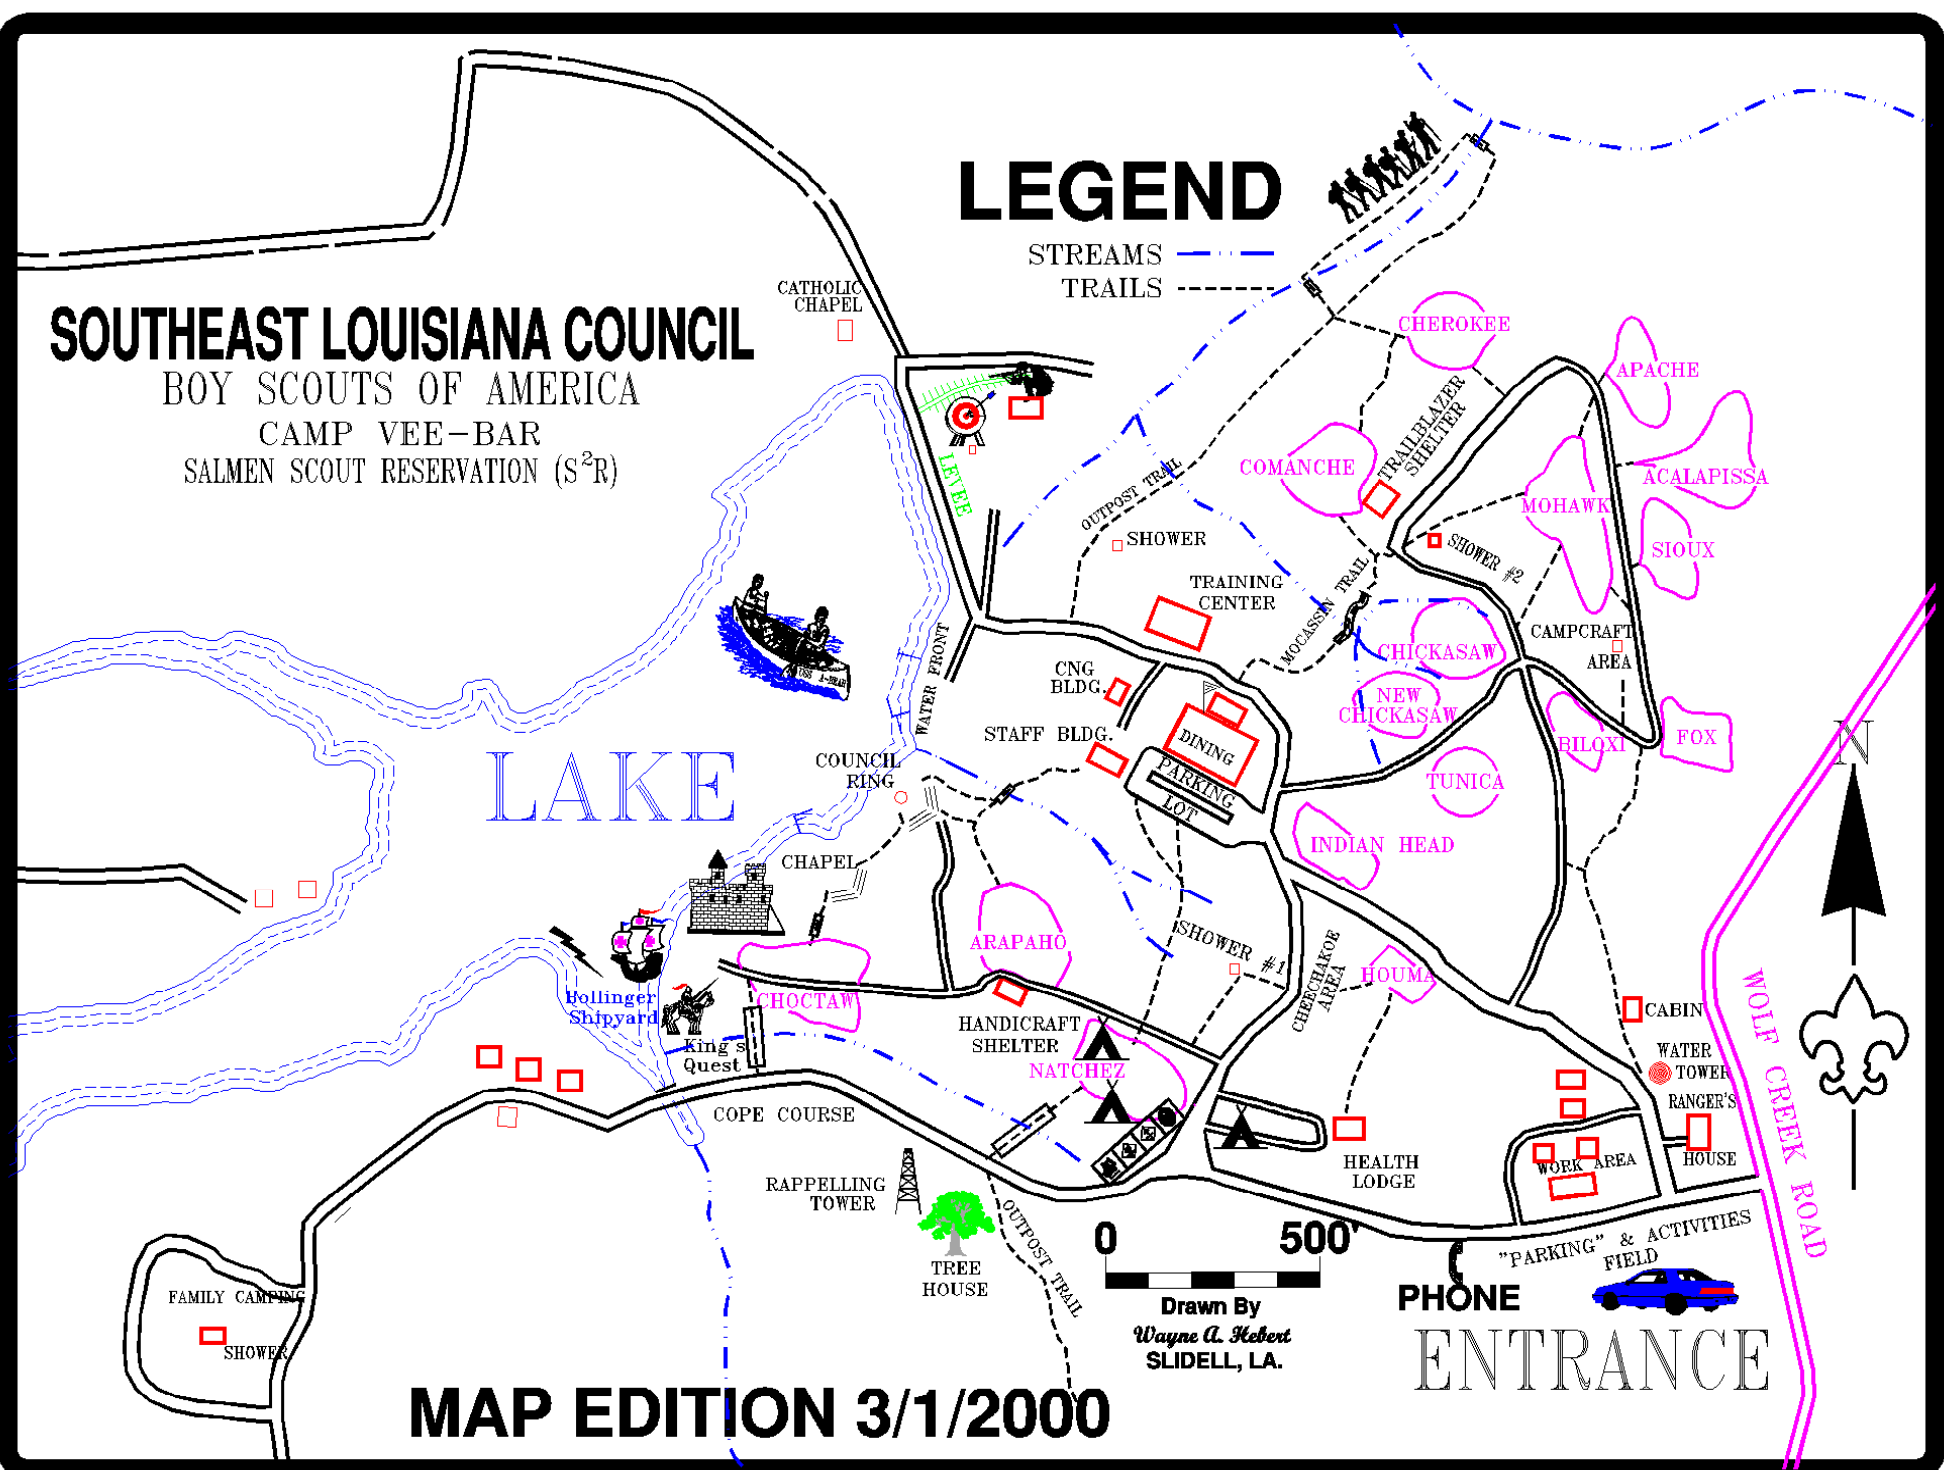 LEGEND
STREAMS
TRAILS
SOUTHEAST LOUISIANA COUNCIL
BOY SCOUTS OF AMERICA
CAMP VEE-BAR
SALMEN SCOUT RESERVATION (S²R)
CATHOLIC
CHAPEL
CHEROKEE
APACHE
TRAILBLAZER
SHELTER
COMANCHE
ACALAPISSA
MOHAWK
LEVEE
OUTPOST TRAIL
SHOWER
SHOWER #2
SIOUX
TRAINING
CENTER
MOCASSIN TRAIL
CAMPCRAFT
AREA
CHICKASAW
NEW
CHICKASAW
WATER FRONT
USS A-BEAR
CNG
BLDG.
STAFF BLDG.
DINING
PARKING
LOT
BILOXI
FOX
N
TUNICA
LAKE
COUNCIL
RING
INDIAN HEAD
CHAPEL
ARAPAHO
SHOWER #1
CHEECHAKOE
AREA
HOUMA
Bollinger
Shipyard
CHOCTAW
King's
Quest
HANDICRAFT
SHELTER
NATCHEZ
CABIN
WATER
TOWER
RANGER'S
HOUSE
WOLF CREEK ROAD
COPE COURSE
WORK AREA
HEALTH
LODGE
RAPPELLING
TOWER
TREE
HOUSE
OUTPOST TRAIL
0 500'
"PARKING" & ACTIVITIES
FIELD
PHONE
Drawn By
Wayne A. Hebert
SLIDELL, LA.
ENTRANCE
FAMILY CAMPING
SHOWER
MAP EDITION 3/1/2000